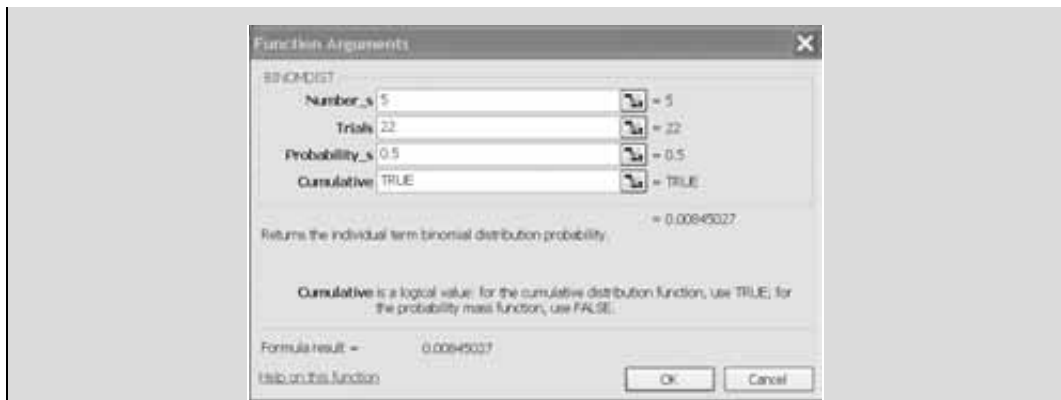 Function Arguments
BINOMDIST
Number_s 5 = 5
Trials 22 = 22
Probability_s 0.5 = 0.5
Cumulative TRUE = TRUE
= 0.00845027
Returns the individual term binomial distribution probability.
Cumulative is a logical value: for the cumulative distribution function, use TRUE; for
the probability mass function, use FALSE.
Formula result = 0.00845027
Help on this function
OK
Cancel